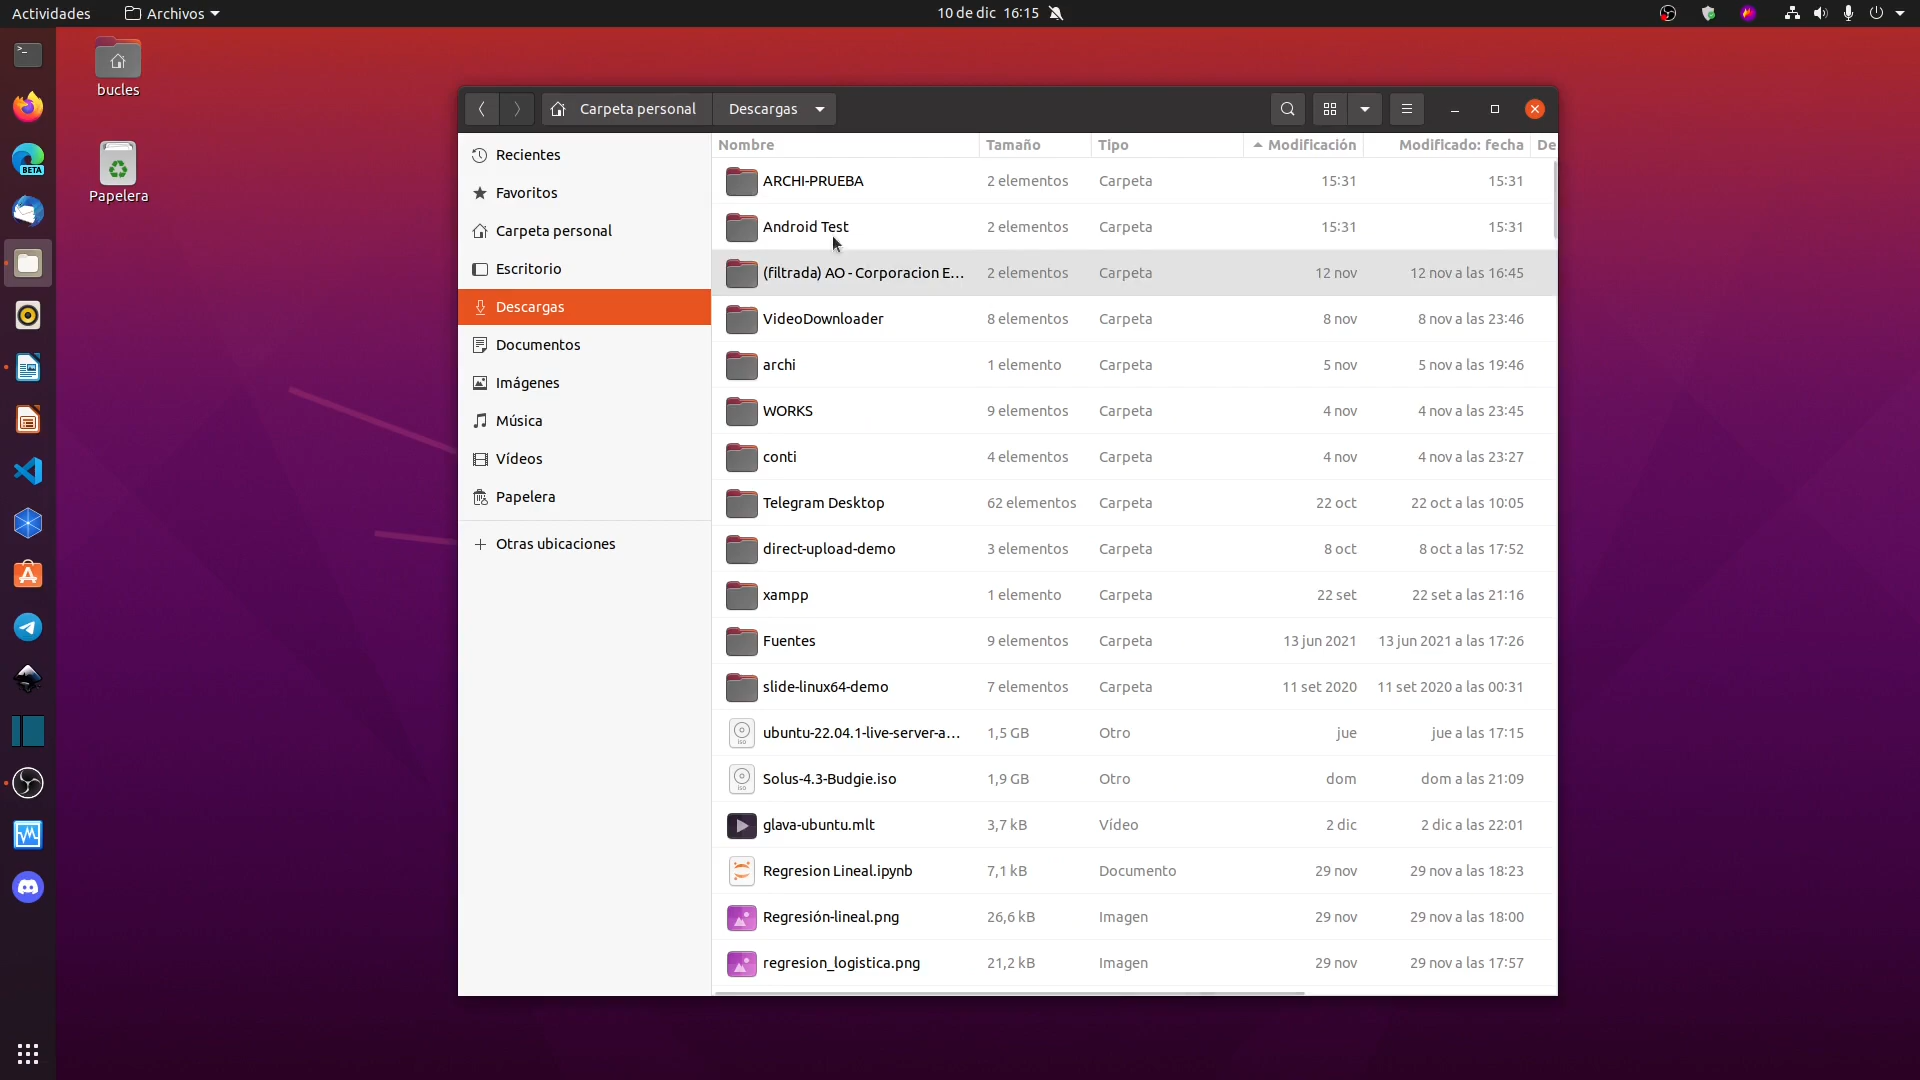 Actividades Archivos 10 de dic 16:15
bucles
Papelera
BETA
Carpeta personal Descargas
Recientes
Favoritos
Carpeta personal
Escritorio
Descargas
Documentos
Imágenes
Música
Vídeos
Papelera
Otras ubicaciones
Nombre Tamaño Tipo Modificación Modificado: fecha De
ARCHI-PRUEBA 2 elementos Carpeta 15:31 15:31
Android Test 2 elementos Carpeta 15:31 15:31
(filtrada) AO - Corporacion E... 2 elementos Carpeta 12 nov 12 nov a las 16:45
VideoDownloader 8 elementos Carpeta 8 nov 8 nov a las 23:46
archi 1 elemento Carpeta 5 nov 5 nov a las 19:46
WORKS 9 elementos Carpeta 4 nov 4 nov a las 23:45
conti 4 elementos Carpeta 4 nov 4 nov a las 23:27
Telegram Desktop 62 elementos Carpeta 22 oct 22 oct a las 10:05
direct-upload-demo 3 elementos Carpeta 8 oct 8 oct a las 17:52
xampp 1 elemento Carpeta 22 set 22 set a las 21:16
Fuentes 9 elementos Carpeta 13 jun 2021 13 jun 2021 a las 17:26
slide-linux64-demo 7 elementos Carpeta 11 set 2020 11 set 2020 a las 00:31
ubuntu-22.04.1-live-server-a... 1,5 GB Otro jue jue a las 17:15
Solus-4.3-Budgie.iso 1,9 GB Otro dom dom a las 21:09
glava-ubuntu.mlt 3,7 kB Vídeo 2 dic 2 dic a las 22:01
Regresion Lineal.ipynb 7,1 kB Documento 29 nov 29 nov a las 18:23
Regresión-lineal.png 26,6 kB Imagen 29 nov 29 nov a las 18:00
regresion_logistica.png 21,2 kB Imagen 29 nov 29 nov a las 17:57